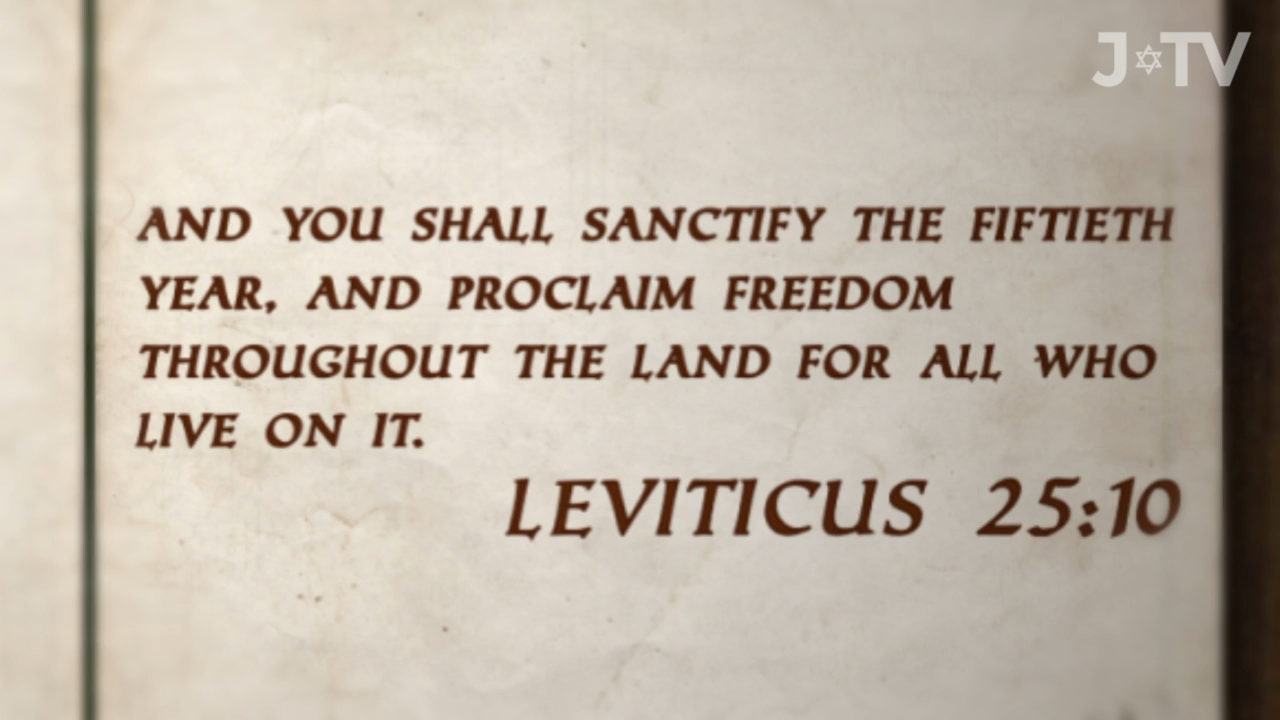 J✡TV
AND YOU SHALL SANCTIFY THE FIFTIETH
YEAR, AND PROCLAIM FREEDOM
THROUGHOUT THE LAND FOR ALL WHO
LIVE ON IT.
LEVITICUS 25:10